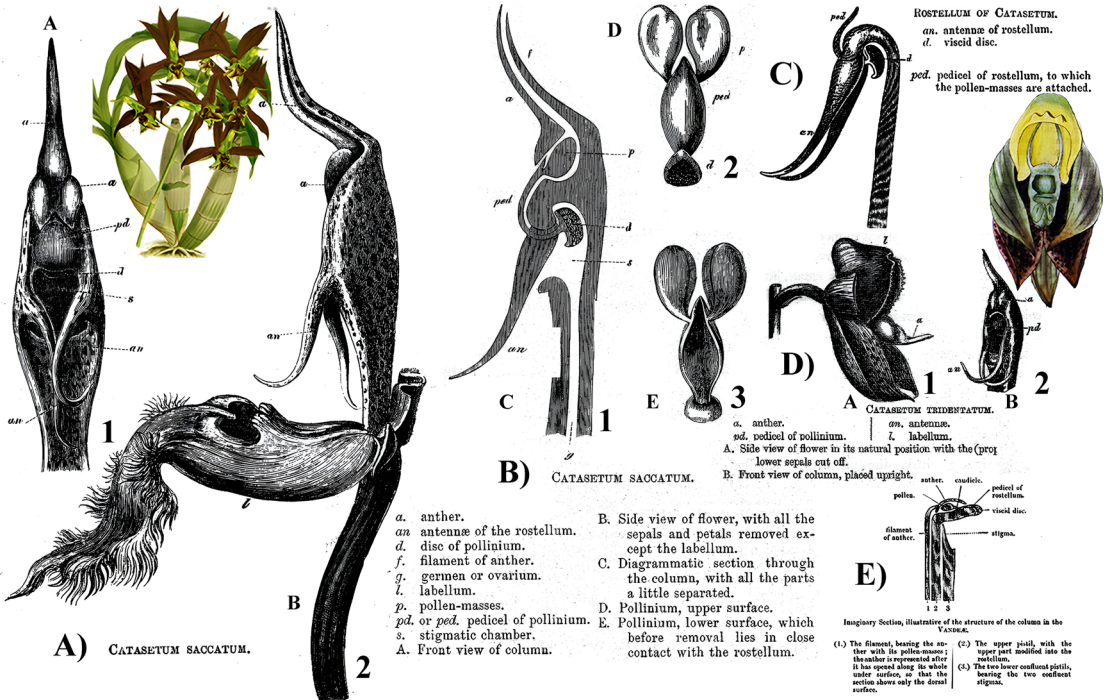 A
a
a
pd
d
s
an
an
1
a
a
an
l
B
2
A) CATASETUM SACCATUM.
f
a
p
ped
d
s
an
C
1
g
B) CATASETUM SACCATUM.
D
p
ped
d
2
E
3
a. anther.
an antennæ of the rostellum.
d. disc of pollinium.
f. filament of anther.
g. germen or ovarium.
l. labellum.
p. pollen-masses.
pd. or ped. pedicel of pollinium.
s. stigmatic chamber.
A. Front view of column.
B. Side view of flower, with all the
sepals and petals removed ex-
cept the labellum.
C. Diagrammatic section through
the column, with all the parts
a little separated.
D. Pollinium, upper surface.
E. Pollinium, lower surface, which
before removal lies in close
contact with the rostellum.
C)
ped
d
an
ROSTELLUM OF CATASETUM.
an. antennæ of rostellum.
d. viscid disc.
ped. pedicel of rostellum, to which
the pollen-masses are attached.
D)
l
a
1
A
a
pd
an
2
B
CATASETUM TRIDENTATUM.
a. anther.
pd. pedicel of pollinium.
an. antennæ.
l. labellum.
A. Side view of flower in its natural position with the (prop
lower sepals cut off.
B. Front view of column, placed upright.
E)
anther.
caudicle.
pollen.
pedicel of
rostellum.
viscid disc.
filament
of anther.
stigma.
1 2 3
Imaginary Section, illustrative of the structure of the column in the
VANDEÆ.
(1.) The filament, bearing the an-
ther with its pollen-masses;
the anther is represented after
it has opened along its whole
under surface, so that the
section shows only the dorsal
surface.
(2.) The upper pistil, with the
upper part modified into the
rostellum.
(3.) The two lower confluent pistils,
bearing the two confluent
stigmas.